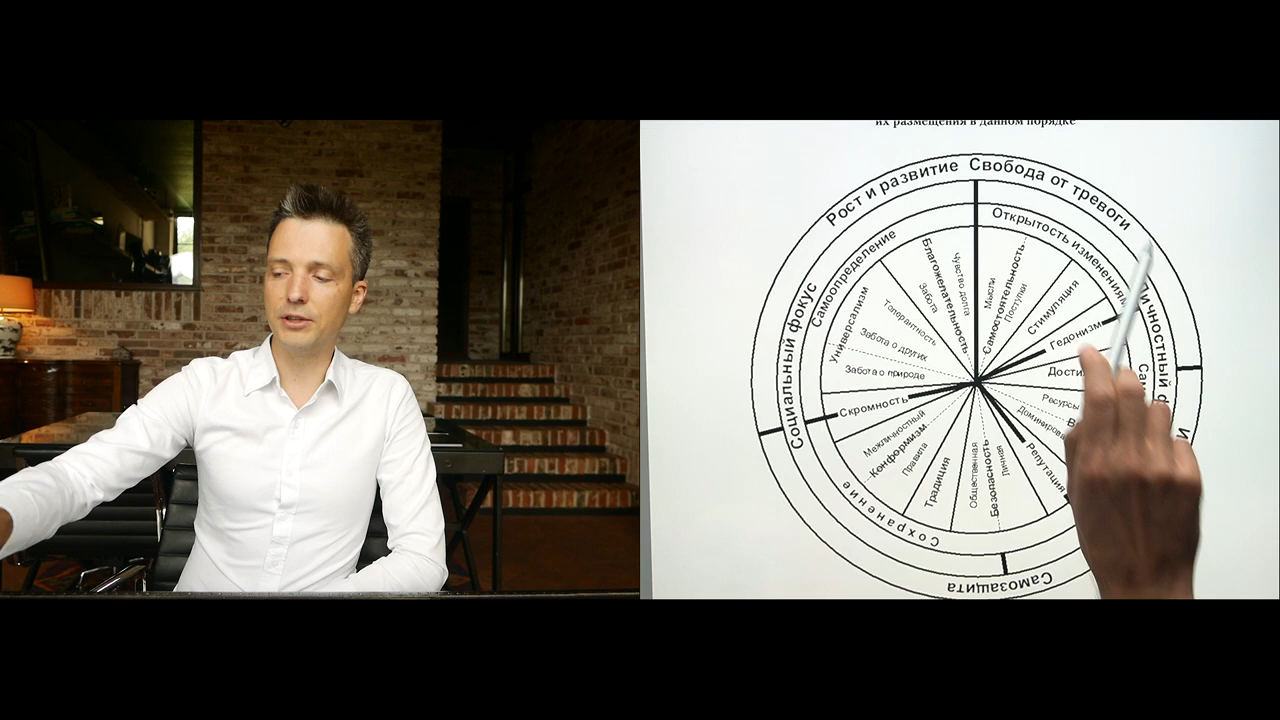 их размещения в данном порядке
Рост и развитие Свобода от тревоги
Социальный фокус
Самозащита
Самоопределение
Открытость изменениям
Сохранение
Универсализм
Толерантность
Забота о других
Забота о природе
Благожелательность
Забота
Чувство долга
Самостоятельность
Мысли
Поступки
Стимуляция
Гедонизм
Ресурсы
Репутация
Безопасность
Общественная
Личная
Традиция
Конформизм
Межличностный
Правила
Скромность